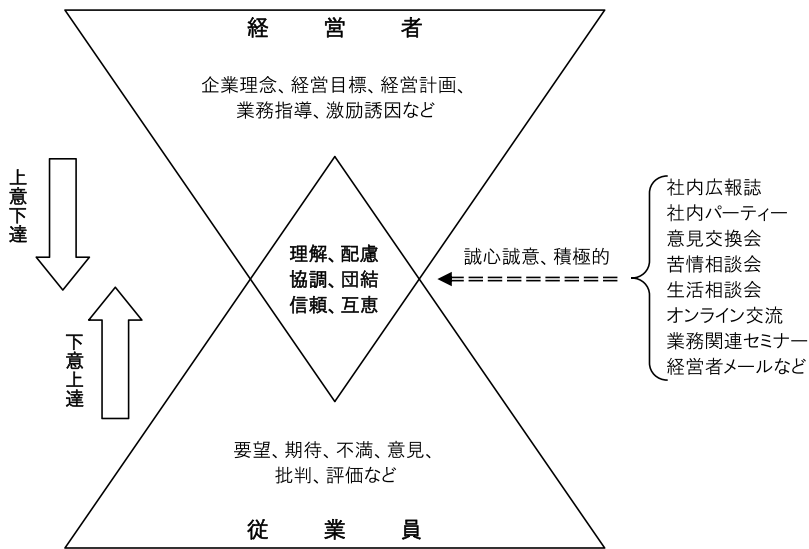 経営者
企業理念、経営目標、経営計画、
業務指導、激励誘因など
上意下達
下意上達
理解、配慮
協調、団結
信頼、互恵
誠心誠意、積極的
社内広報誌
社内パーティー
意見交換会
苦情相談会
生活相談会
オンライン交流
業務関連セミナー
経営者メールなど
要望、期待、不満、意見、
批判、評価など
従業員